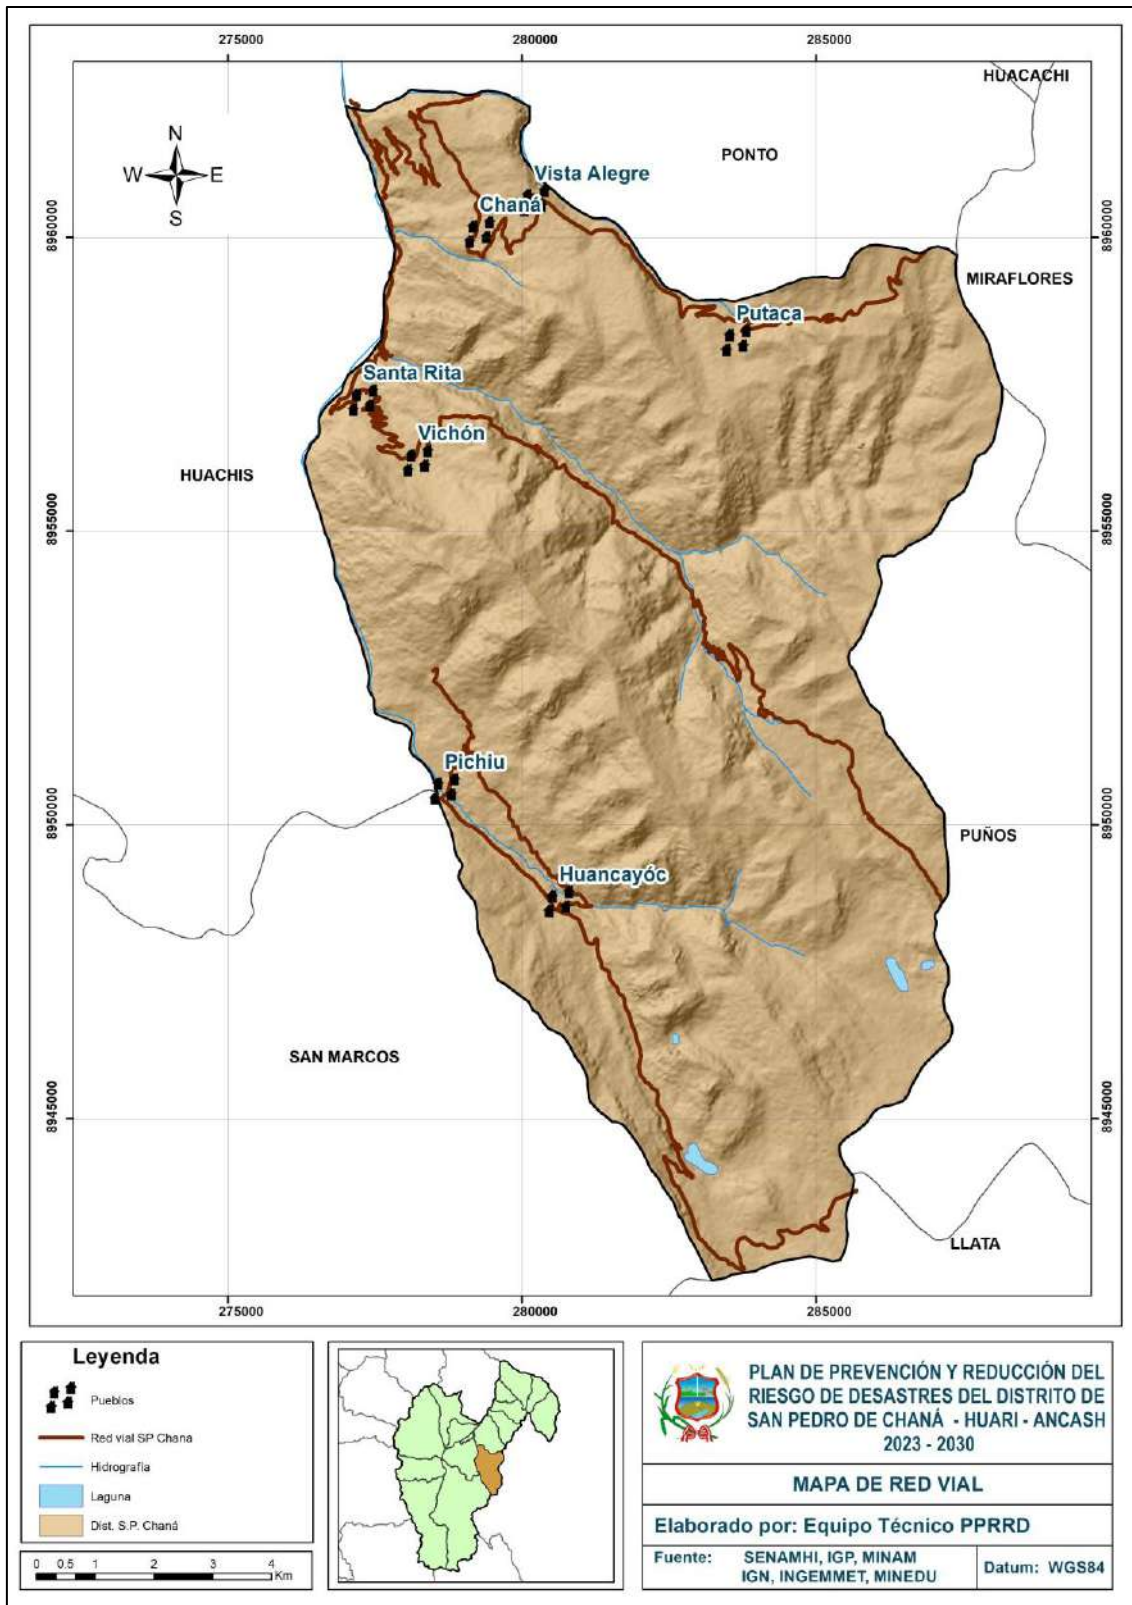 275000
280000
285000
HUACACHI
N
W
E
S
PONTO
Vista Alegre
Chaná
8960000
8960000
MIRAFLORES
Putaca
Santa Rita
Vichón
HUACHIS
8955000
8955000
Pichiu
8950000
8950000
PUÑOS
Huancayóc
SAN MARCOS
8945000
8945000
LLATA
275000
280000
285000
Leyenda
Pueblos
Red vial SP Chana
Hidrografía
Laguna
Dist. S.P. Chaná
0 0.5 1 2 3 4
Km
PLAN DE PREVENCIÓN Y REDUCCIÓN DEL
RIESGO DE DESASTRES DEL DISTRITO DE
SAN PEDRO DE CHANÁ - HUARI - ANCASH
2023 - 2030
MAPA DE RED VIAL
Elaborado por: Equipo Técnico PPRRD
Fuente: SENAMHI, IGP, MINAM
IGN, INGEMMET, MINEDU
Datum: WGS84